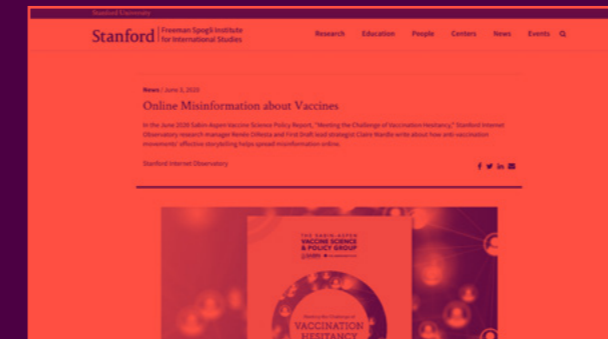 Stanford University
Stanford
Freeman Spogli Institute
for International Studies
Research Education People Centers News Events
News / June 3, 2020
Online Misinformation about Vaccines
In the June 2020 Sabin-Aspen Vaccine Science Policy Report, "Meeting the Challenge of Vaccination Hesitancy," Stanford Internet
Observatory research manager Renée DiResta and First Draft lead strategist Claire Wardle write about how anti-vaccination
movements' effective storytelling helps spread misinformation online.
Stanford Internet Observatory
THE SABIN-ASPEN
VACCINE SCIENCE
& POLICY GROUP
Meeting the Challenge of
VACCINATION
HESITANCY